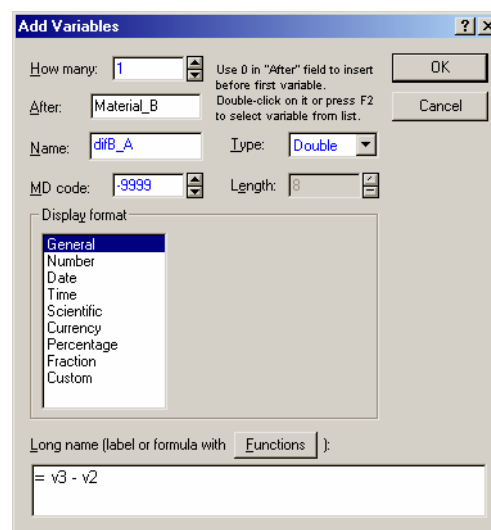 Add Variables
How many: 1
Use 0 in "After" field to insert
before first variable.
Double-click on it or press F2
to select variable from list.
OK
After: Material_B
Cancel
Name: difB_A
Type: Double
MD code: -9999
Length: 8
Display format
General
Number
Date
Time
Scientific
Currency
Percentage
Fraction
Custom
Long name (label or formula with Functions ):
= v3 - v2